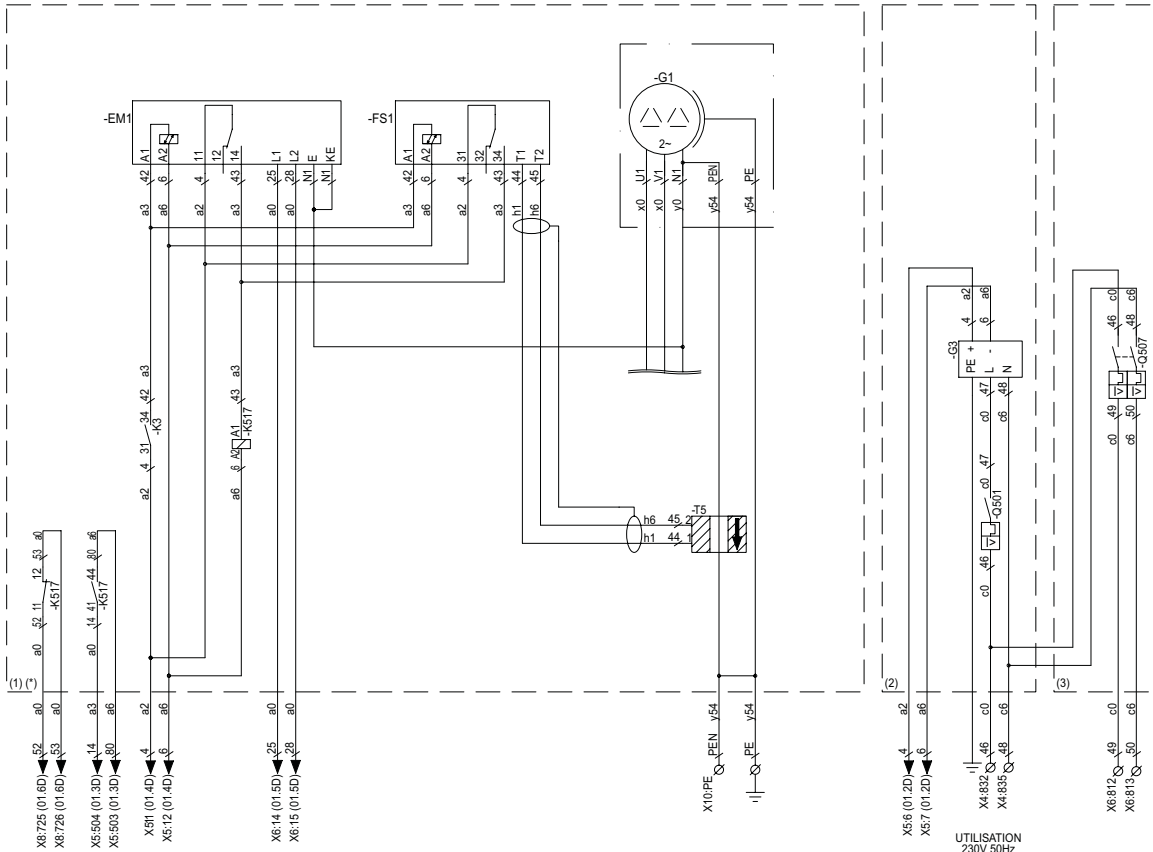 -EM1
A1
A2
11
12
14
L1
L2
E
KE
42
6
4
43
25
28
N1
N1
a3
a6
a2
a3
a0
a0
-FS1
A1
A2
31
32
34
T1
T2
42
6
4
43
44
45
a3
a6
a2
a3
h1
h6
-G1
2~
U1
V1
N1
PEN
PE
x0
x0
y0
y54
y54
a3
42
34
-K3
31
4
a2
a3
43
A1
-K517
A2
6
a6
-T5
h6
45
2
h1
44
1
a0
53
12
-K517
11
52
a0
a6
80
44
-K517
41
14
a0
(1) (*)
a0
a0
a3
a6
a2
a6
a0
a0
y54
y54
52
53
14
80
4
6
25
28
PEN
PE
X8:725 (01.6D)
X8:726 (01.6D)
X5:504 (01.3D)
X5:503 (01.3D)
X5I1 (01.4D)
X5:12 (01.4D)
X6:14 (01.5D)
X6:15 (01.5D)
X10:PE
a2
a6
4
6
-G3
+
-
PE
L
N
47
48
c0
c6
47
c0
-Q501
I>
46
c0
(2)
a2
a6
c0
c6
4
6
46
48
X5:6 (01.2D)
X5:7 (01.2D)
X4:832
X4:835
UTILISATION
230V 50Hz
c0
c6
46
48
-Q507
I>
I>
49
50
c0
c6
(3)
c0
c6
49
50
X6:812
X6:813